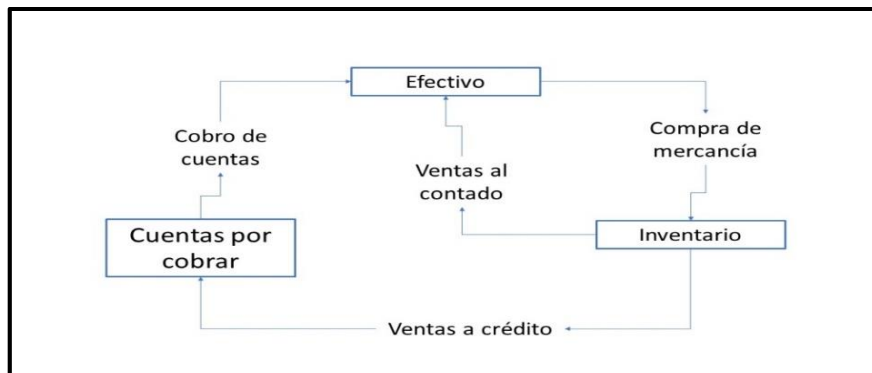 Efectivo
Cobro de
cuentas
Compra de
mercancía
Ventas al
contado
Cuentas por
cobrar
Inventario
Ventas a crédito